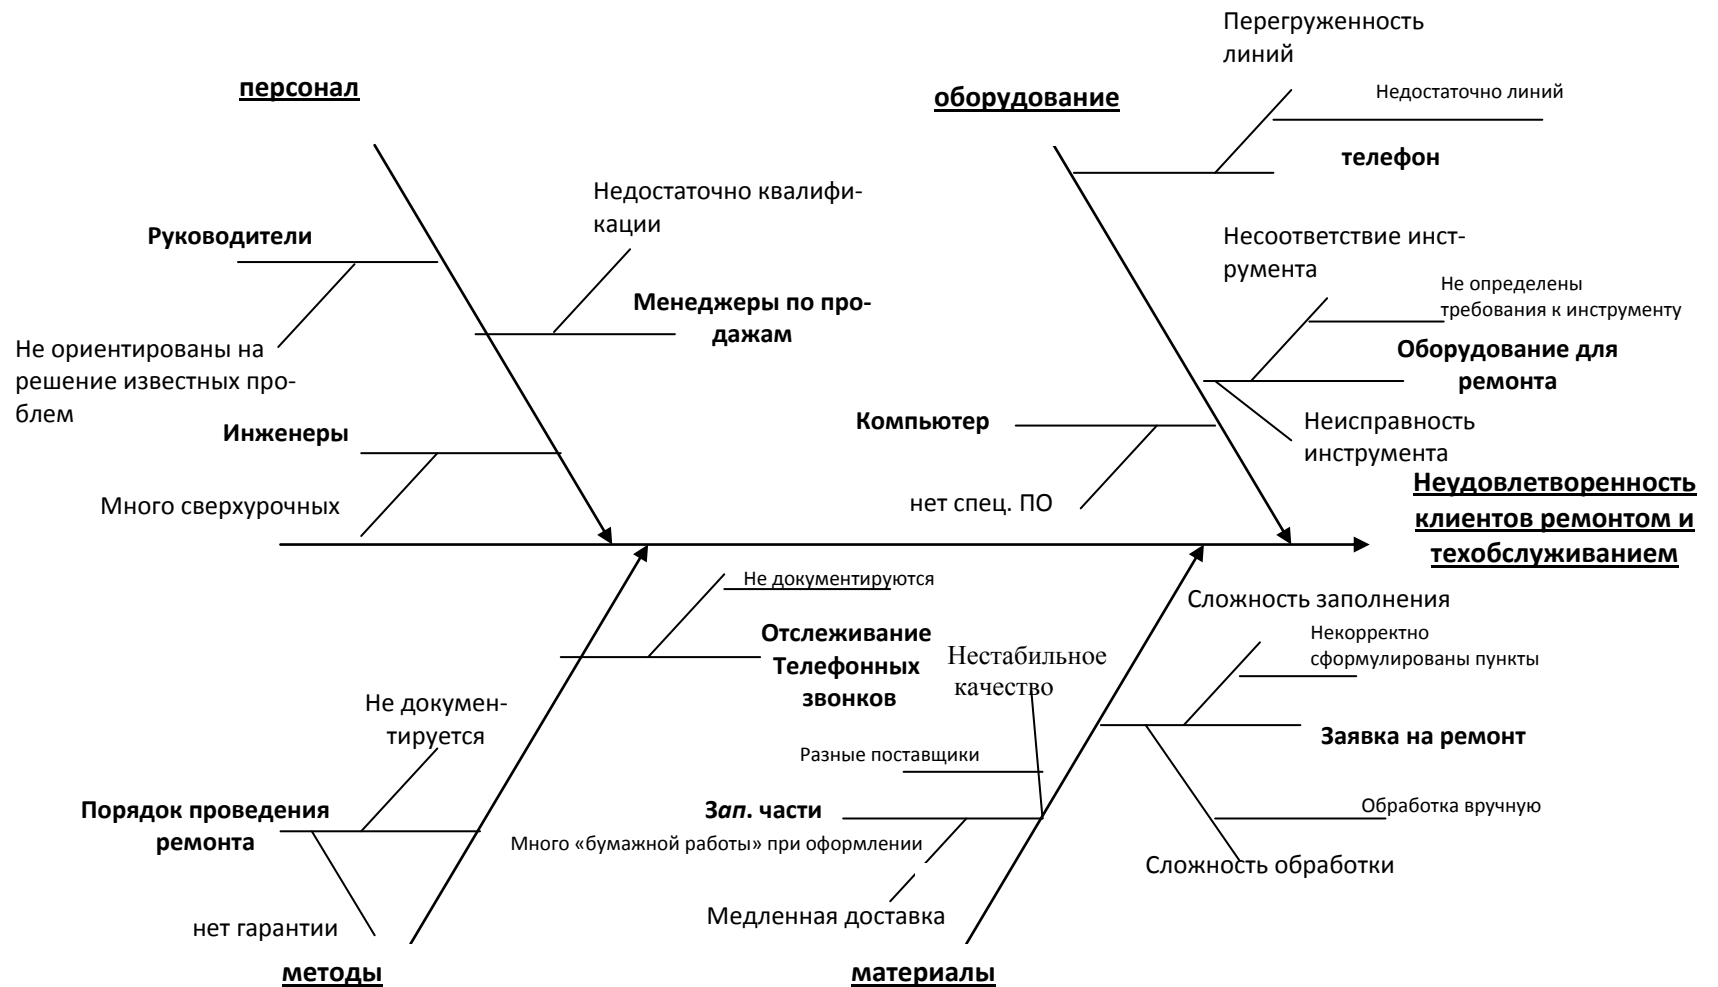 Перегруженность
линий
персонал
оборудование
Недостаточно линий
телефон
Недостаточно квалифи-
кации
Руководители
Несоответствие инст-
румента
Не определены
требования к инструменту
Менеджеры по про-
дажам
Не ориентированы на
решение известных про-
блем
Оборудование для
ремонта
Инженеры
Компьютер
Неисправность
инструмента
Много сверхурочных
нет спец. ПО
Неудовлетворенность
клиентов ремонтом и
техобслуживанием
Не документируются
Сложность заполнения
Отслеживание
Телефонных
звонков
Некорректно
сформулированы пункты
Нестабильное
качество
Не докумен-
тируется
Заявка на ремонт
Разные поставщики
Порядок проведения
ремонта
Зап. части
Обработка вручную
Много «бумажной работы» при оформлении
Сложность обработки
Медленная доставка
нет гарантии
методы
материалы